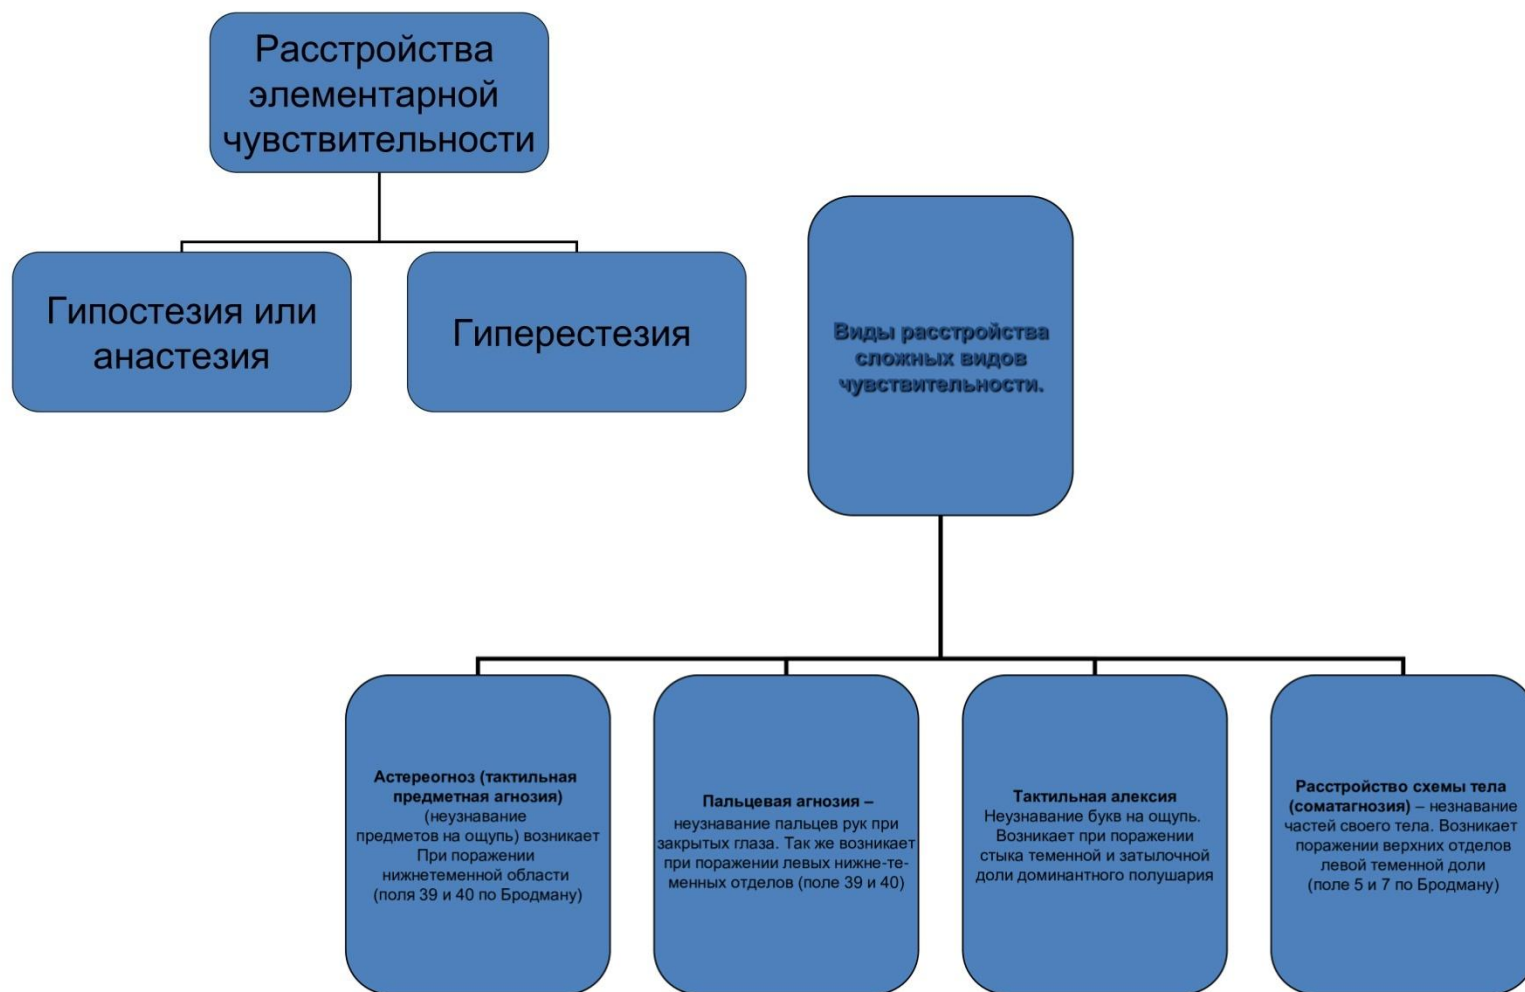 Расстройства
элементарной
чувствительности
Гипостезия или
анастезия
Гиперестезия
Виды расстройства
сложных видов
чувствительности.
Астереогноз (тактильная
предметная агнозия)
(неузнавание
предметов на ощупь) возникает
При поражении
нижнетеменной области
(поля 39 и 40 по Бродману)
Пальцевая агнозия –
неузнавание пальцев рук при
закрытых глаза. Так же возникает
при поражении левых нижне-те-
менных отделов (поле 39 и 40)
Тактильная алексия
Неузнавание букв на ощупь.
Возникает при поражении
стыка теменной и затылочной
доли доминантного полушария
Расстройство схемы тела
(соматагнозия) – незнавание
частей своего тела. Возникает
поражении верхних отделов
левой теменной доли
(поле 5 и 7 по Бродману)